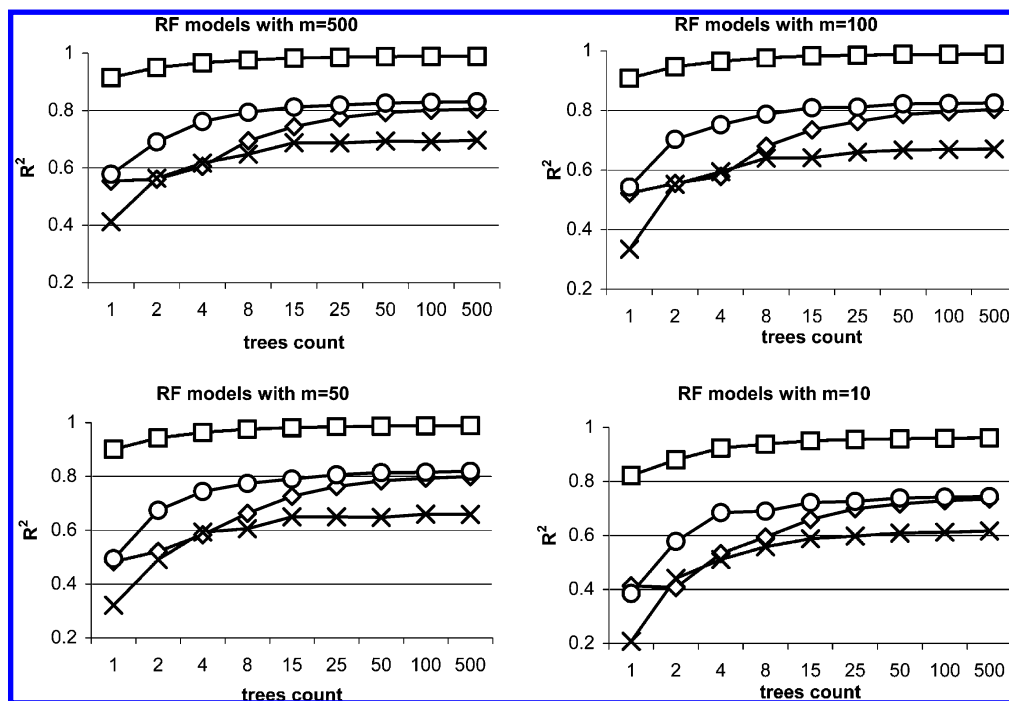 RF models with m=500
1
0.8
0.6
0.4
0.2
R²
1 2 4 8 15 25 50 100 500
trees count
RF models with m=100
1
0.8
0.6
0.4
0.2
R²
1 2 4 8 15 25 50 100 500
trees count
RF models with m=50
1
0.8
0.6
0.4
0.2
R²
1 2 4 8 15 25 50 100 500
trees count
RF models with m=10
1
0.8
0.6
0.4
0.2
R²
1 2 4 8 15 25 50 100 500
trees count